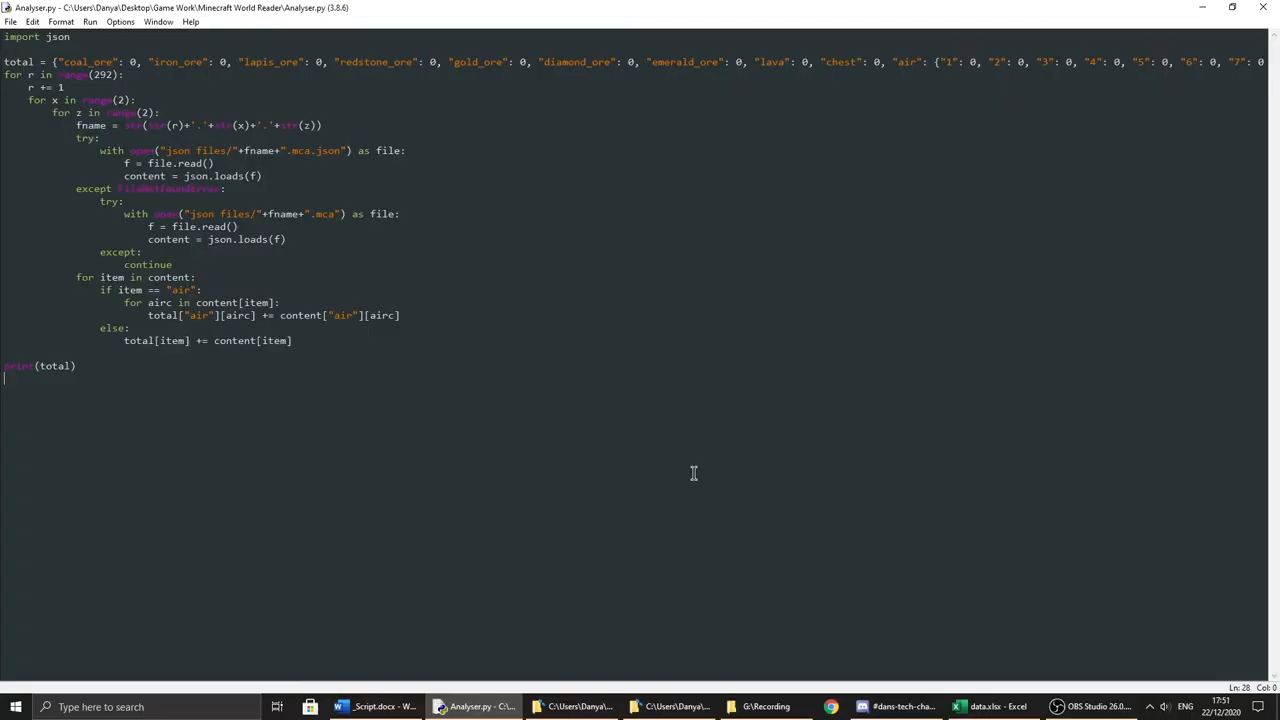 Analyser.py - C:\Users\Danya\Desktop\Game Work\Minecraft World Reader\Analyser.py (3.8.6)
File Edit Format Run Options Window Help
import json
total = {"coal_ore": 0, "iron_ore": 0, "lapis_ore": 0, "redstone_ore": 0, "gold_ore": 0, "diamond_ore": 0, "emerald_ore": 0, "lava": 0, "chest": 0, "air": {"1": 0, "2": 0, "3": 0, "4": 0, "5": 0, "6": 0, "7": 0
for r in range(292):
    r += 1
    for x in range(2):
        for z in range(2):
            fname = str(str(r)+'.'+str(x)+'.'+str(z))
            try:
                with open("json files/"+fname+".mca.json") as file:
                    f = file.read()
                    content = json.loads(f)
            except FileNotFoundError:
                try:
                    with open("json files/"+fname+".mca") as file:
                        f = file.read()
                        content = json.loads(f)
                except:
                    continue
            for item in content:
                if item == "air":
                    for airc in content[item]:
                        total["air"][airc] += content["air"][airc]
                else:
                    total[item] += content[item]
print(total)
Ln: 28 Col: 0
Type here to search
_Script.docx - W...
Analyser.py - C:\...
C:\Users\Danya\...
C:\Users\Danya\...
G:\Recording
#dans-tech-cha...
data.xlsx - Excel
OBS Studio 26.0....
ENG
17:51
22/12/2020